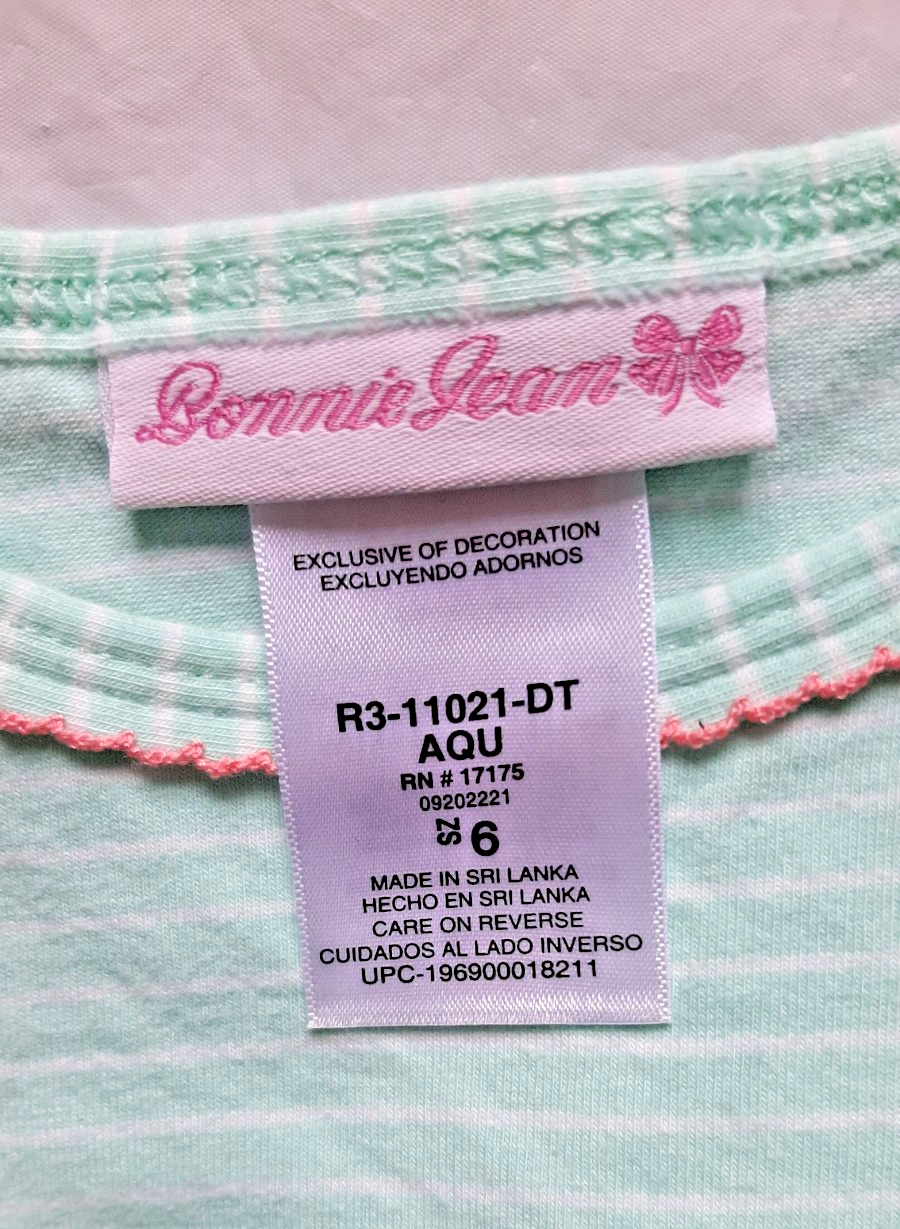 Bonnie Jean
EXCLUSIVE OF DECORATION
EXCLUYENDO ADORNOS
R3-11021-DT
AQU
RN # 17175
09202221
SZ 6
MADE IN SRI LANKA
HECHO EN SRI LANKA
CARE ON REVERSE
CUIDADOS AL LADO INVERSO
UPC-196900018211